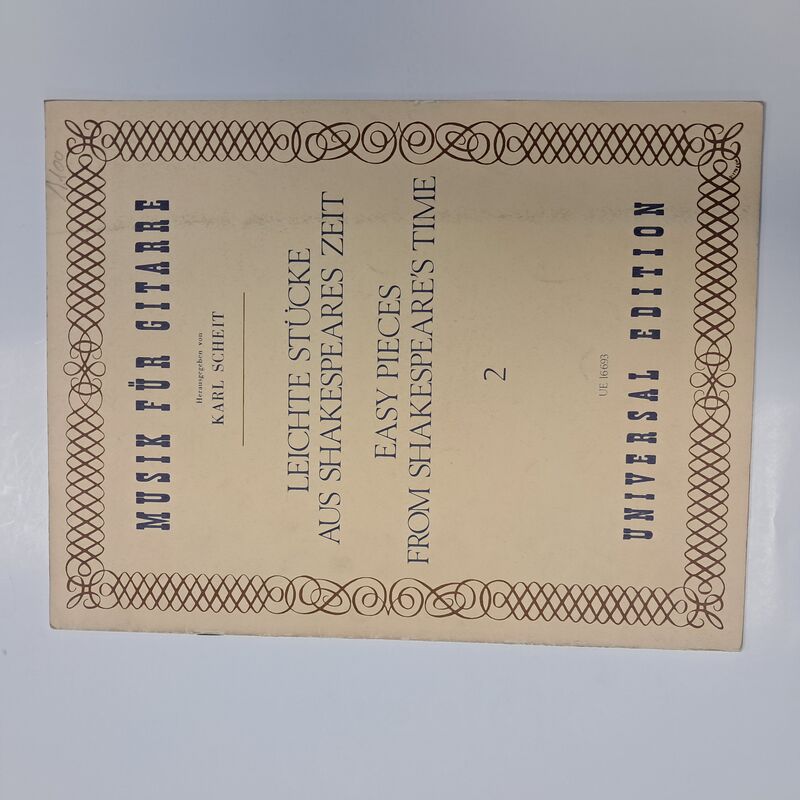 MUSIK FÜR GITARRE
Herausgegeben von
KARL SCHEIT
LEICHTE STÜCKE
AUS SHAKESPEARES ZEIT
EASY PIECES
FROM SHAKESPEARE'S TIME
2
UE 16693
UNIVERSAL EDITION